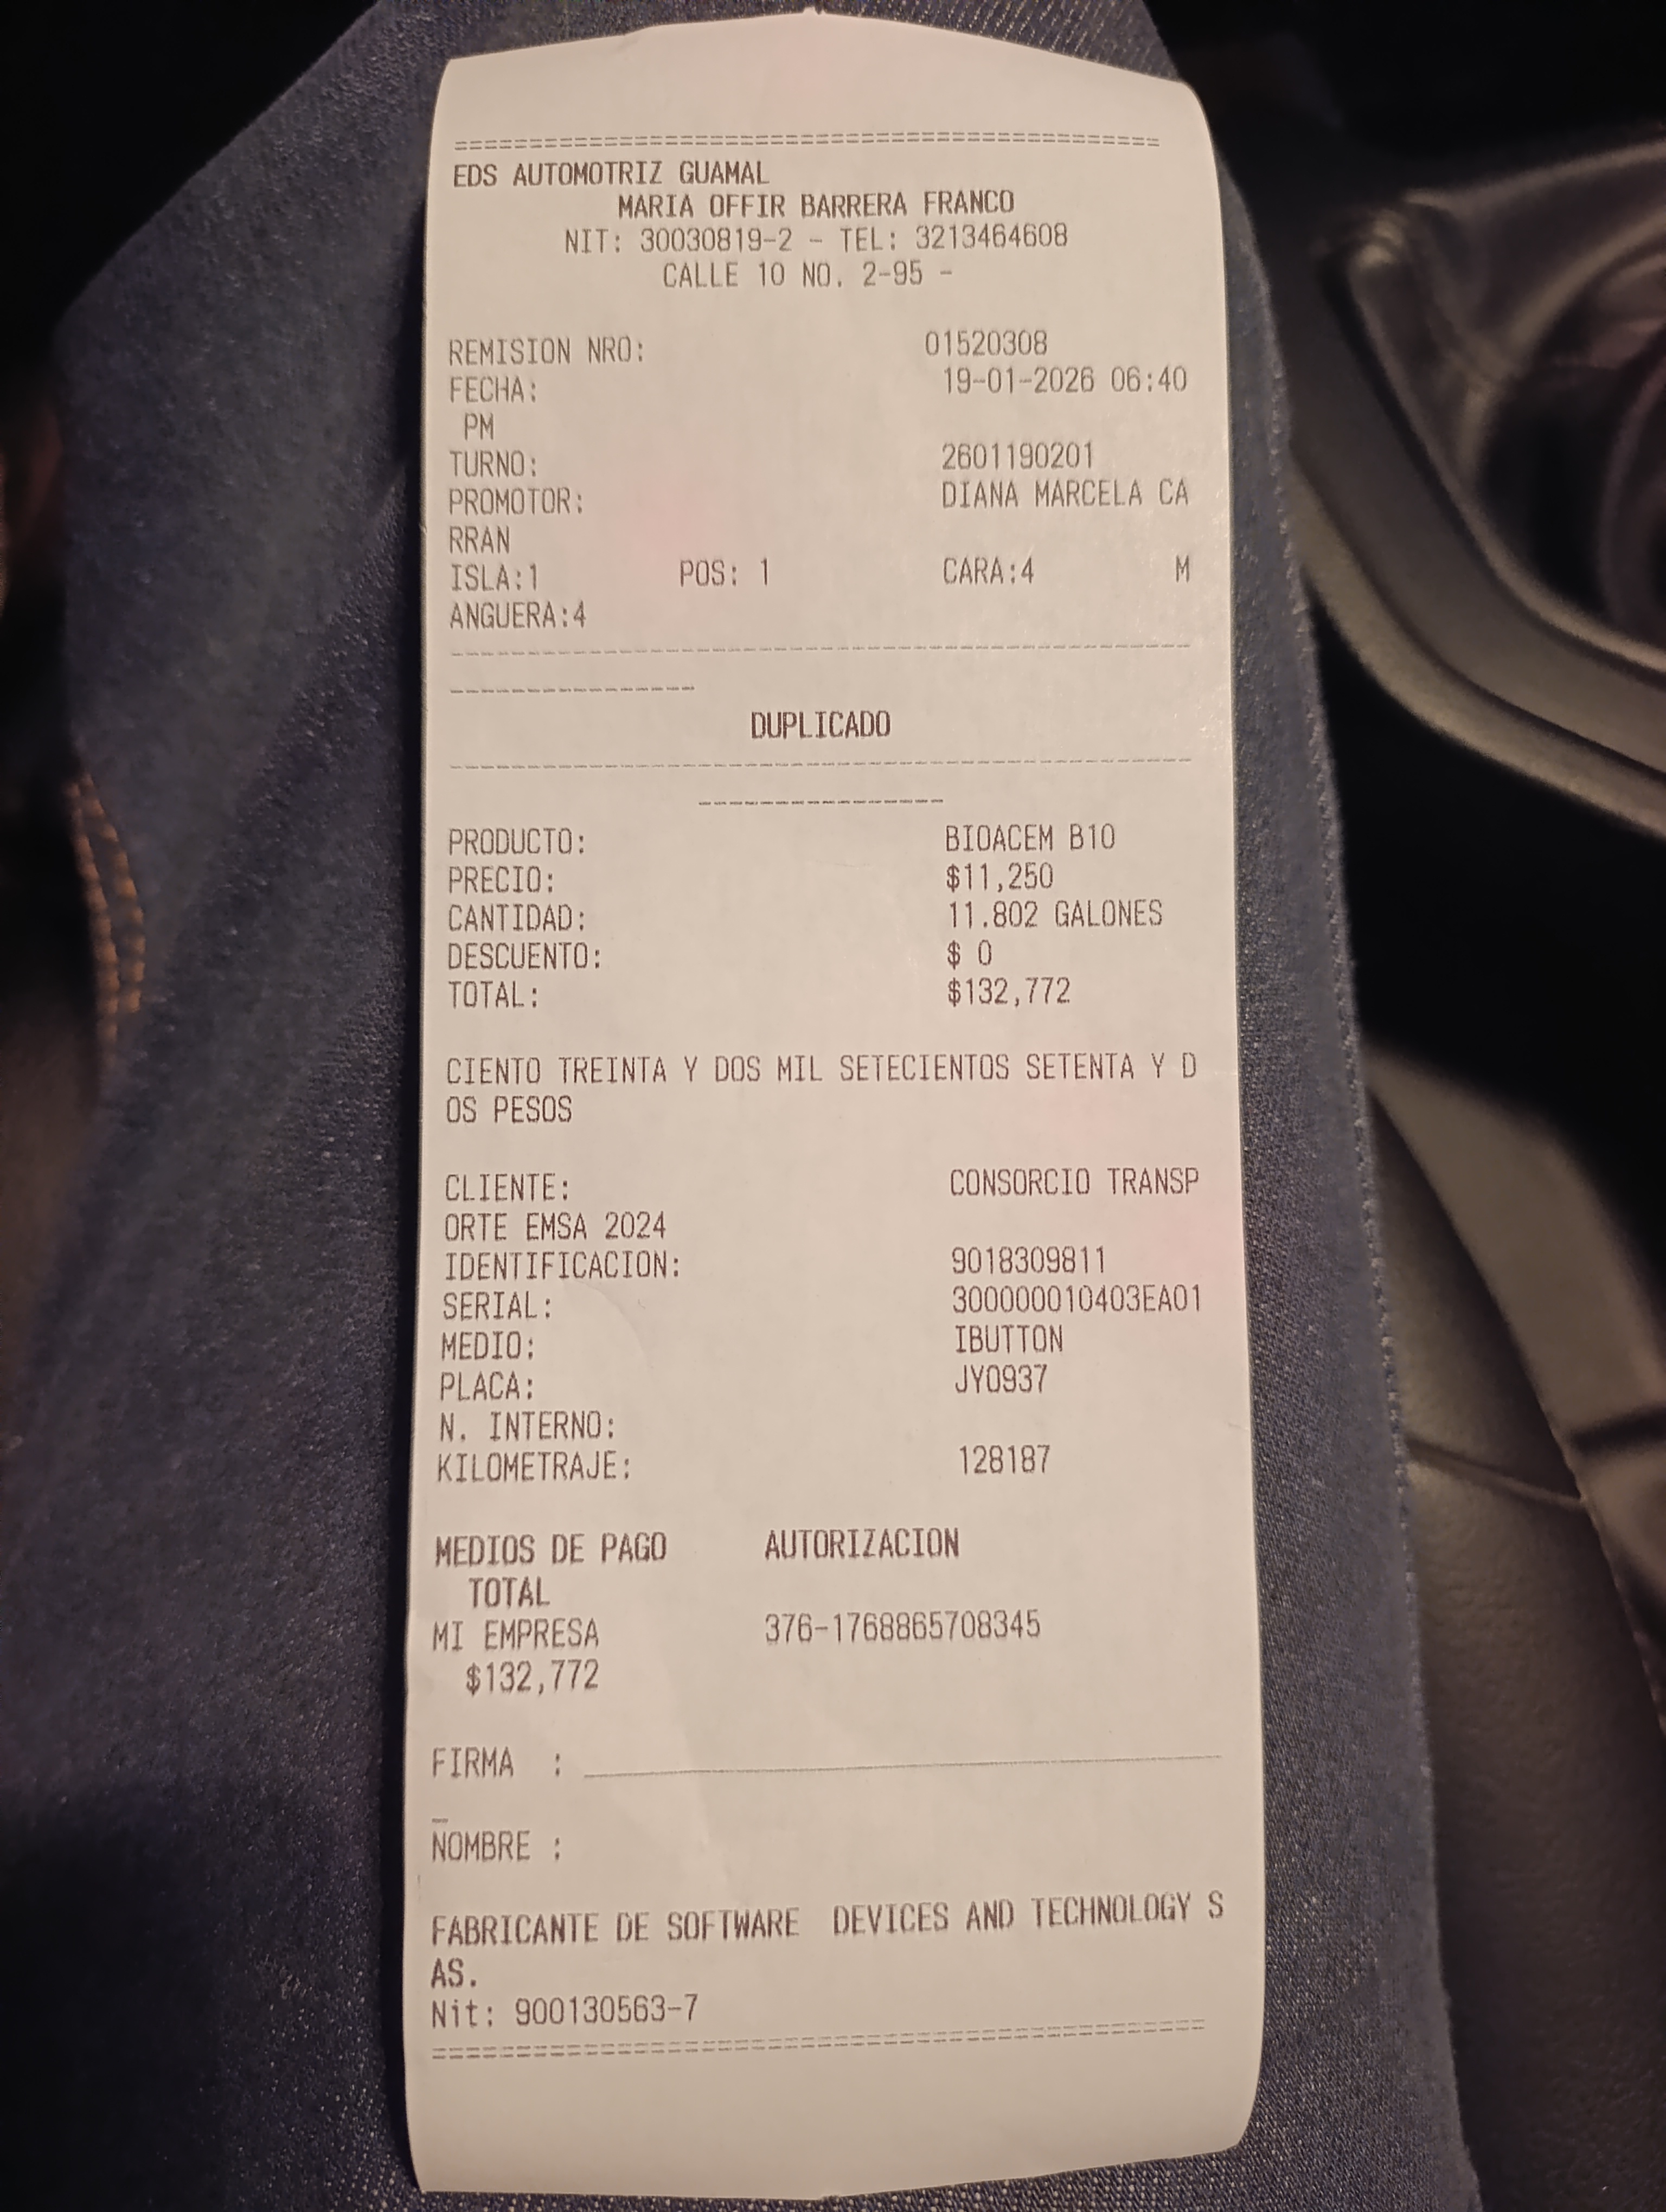 EDS AUTOMOTRIZ GUAMAL
MARIA OFFIR BARRERA FRANCO
NIT: 30030819-2 - TEL: 3213464608
CALLE 10 NO. 2-95 -
REMISION NRO: 01520308
FECHA: 19-01-2026 06:40
PM
TURNO: 2601190201
PROMOTOR: DIANA MARCELA CA
RRAN
ISLA:1 POS: 1 CARA:4 M
ANGUERA:4
DUPLICADO
PRODUCTO: BIOACEM B10
PRECIO: $11,250
CANTIDAD: 11.802 GALONES
DESCUENTO: $ 0
TOTAL: $132,772
CIENTO TREINTA Y DOS MIL SETECIENTOS SETENTA Y D
OS PESOS
CLIENTE: CONSORCIO TRANSP
ORTE EMSA 2024
IDENTIFICACION: 9018309811
SERIAL: 300000010403EA01
MEDIO: IBUTTON
PLACA: JYO937
N. INTERNO:
KILOMETRAJE: 128187
MEDIOS DE PAGO AUTORIZACION
TOTAL
MI EMPRESA 376-1768865708345
$132,772
FIRMA :
NOMBRE :
FABRICANTE DE SOFTWARE DEVICES AND TECHNOLOGY S
AS.
Nit: 900130563-7